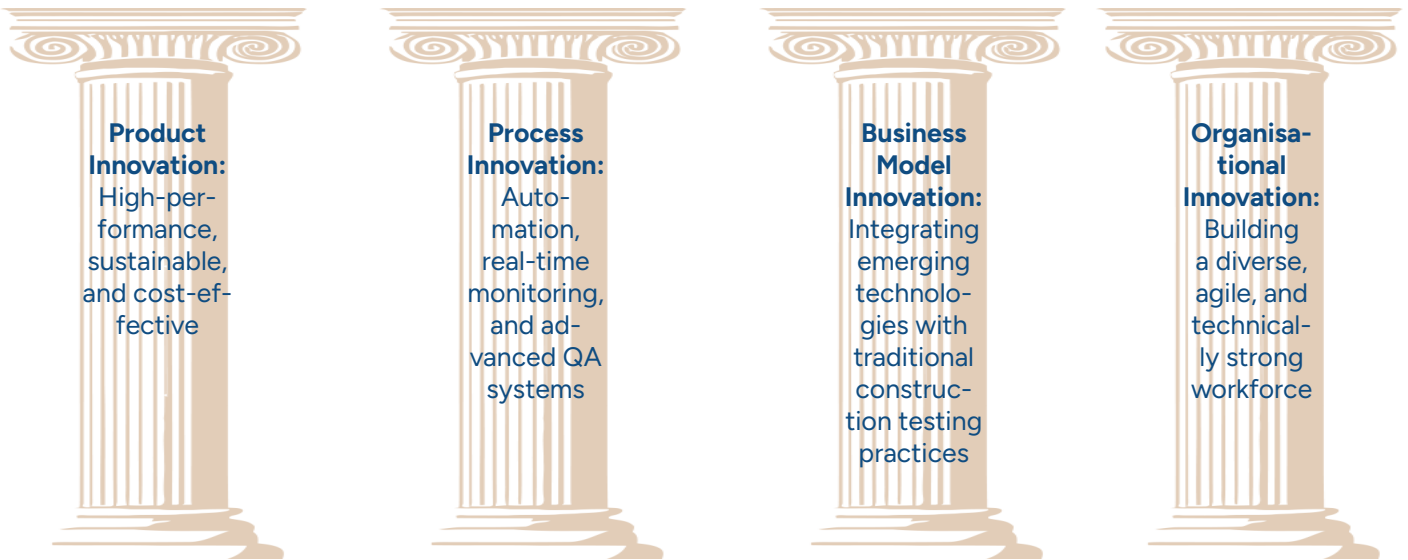 Product
Innovation:
High-per-
formance,
sustainable,
and cost-ef-
fective
Process
Innovation:
Auto-
mation,
real-time
monitoring,
and ad-
vanced QA
systems
Business
Model
Innovation:
Integrating
emerging
technolo-
gies with
traditional
construc-
tion testing
practices
Organisa-
tional
Innovation:
Building
a diverse,
agile, and
technical-
ly strong
workforce